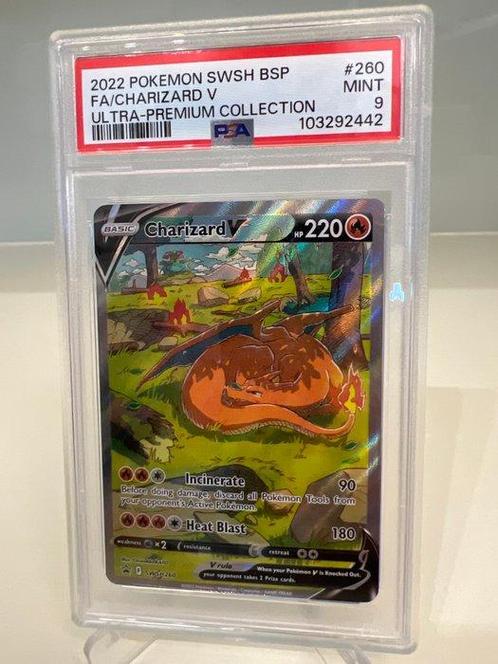 2022 POKEMON SWSH BSP #260
FA/CHARIZARD V MINT
ULTRA-PREMIUM COLLECTION 9
PSA 103292442
BASIC Charizard V HP 220
Incinerate 90
Before doing damage, discard all Pokémon Tools from
your opponent's Active Pokémon.
Heat Blast 180
weakness ×2 resistance retreat
V rule When your Pokémon V is Knocked Out,
your opponent takes 2 Prize cards.
SWSH260